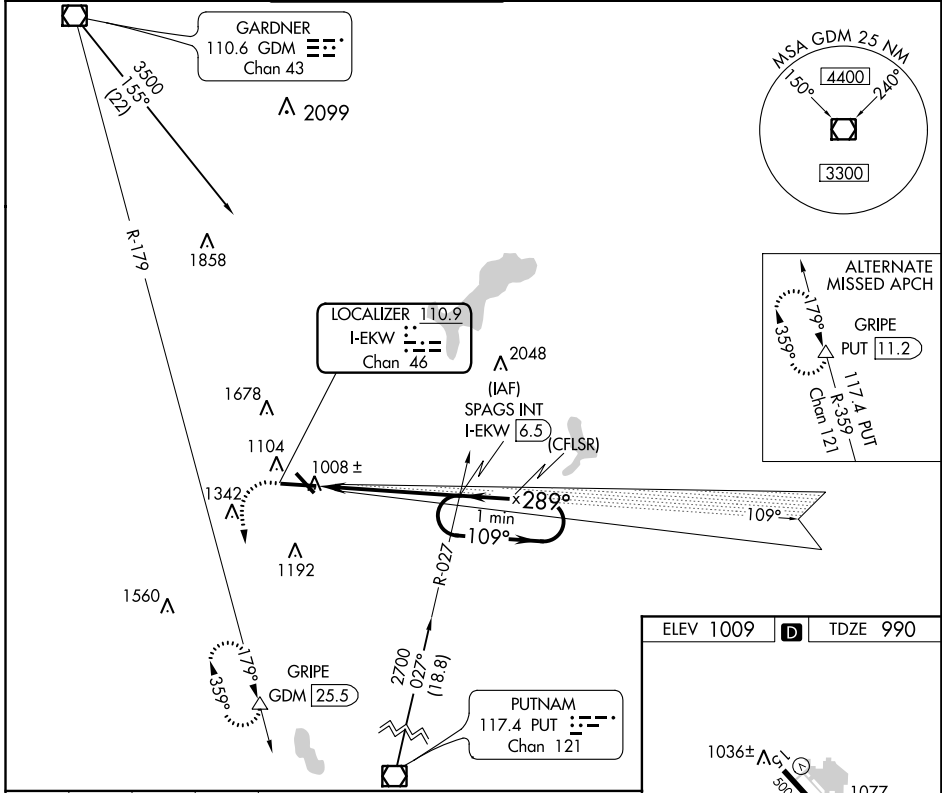 GARDNER
110.6 GDM
Chan 43
3500
155°
(22)
2099
MSA GDM 25 NM
150°
4400
240°
3300
R-179
1858
ALTERNATE
MISSED APCH
179°
359°
GRIPE
PUT 11.2
117.4 PUT
R-359
Chan 121
LOCALIZER 110.9
I-EKW
Chan 46
2048
(IAF)
SPAGS INT
I-EKW 6.5
(CFLSR)
1678
1104
1008 ±
1342
x 289°
1 min
109°
109°
1192
R-027
1560
2700
027°
(18.8)
179°
359°
GRIPE
GDM 25.5
PUTNAM
117.4 PUT
Chan 121
ELEV 1009 D TDZE 990
1036± V
15
500
1077